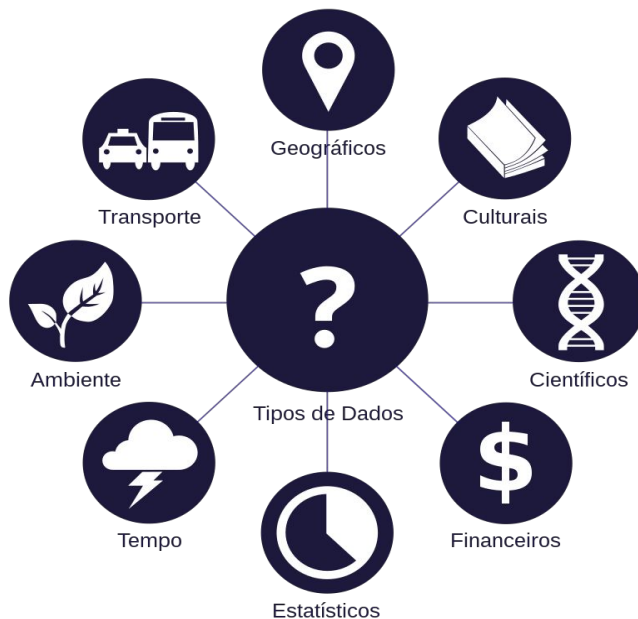 Geográficos
Transporte
Culturais
Ambiente
?
Científicos
Tipos de Dados
Tempo
$
Financeiros
Estatísticos